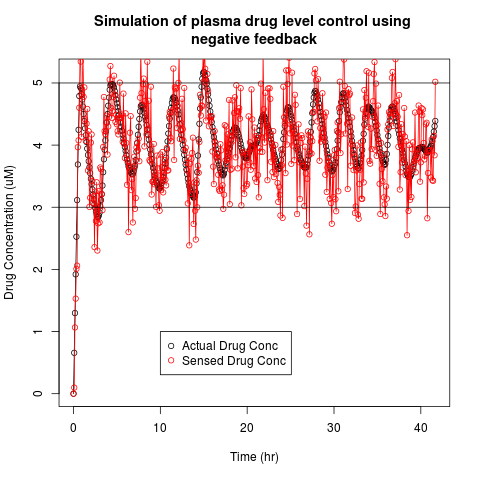 Simulation of plasma drug level control using
negative feedback
Drug Concentration (uM)
5
4
3
2
1
0
Actual Drug Conc
Sensed Drug Conc
0 10 20 30 40
Time (hr)